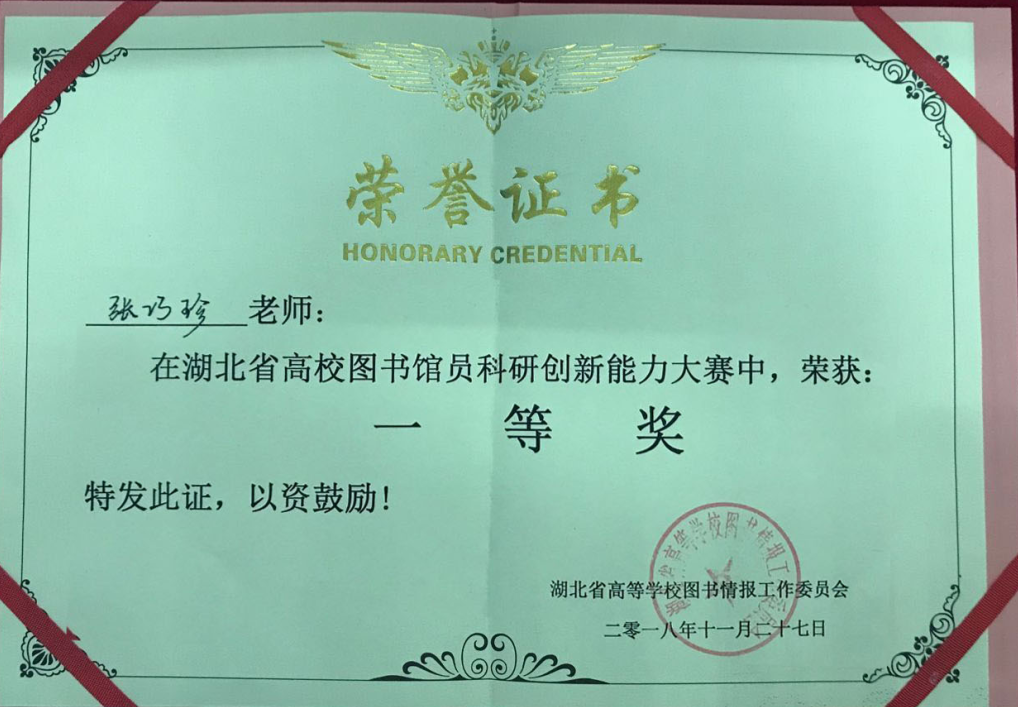 荣誉证书
HONORARY CREDENTIAL
张巧珍 老师：
在湖北省高校图书馆员科研创新能力大赛中，荣获：
一 等 奖
特发此证，以资鼓励！
湖北省高等学校图书情报工作委员会
二零一八年十一月二十七日